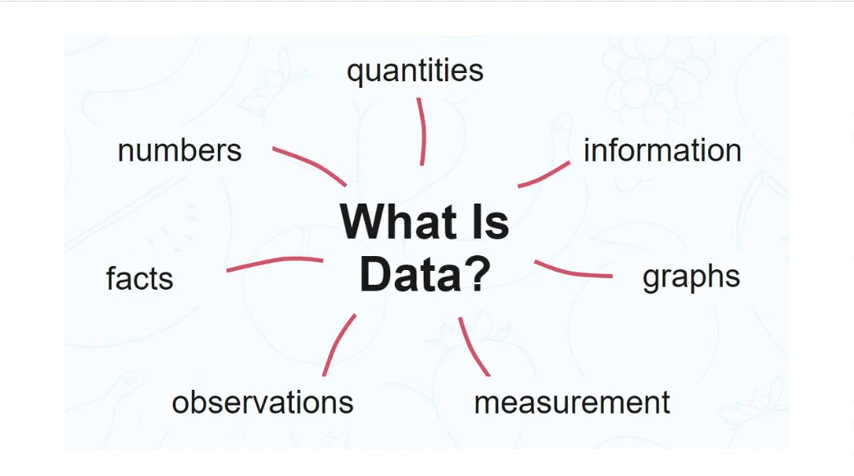 quantities
numbers
information
What Is
Data?
facts
graphs
observations
measurement